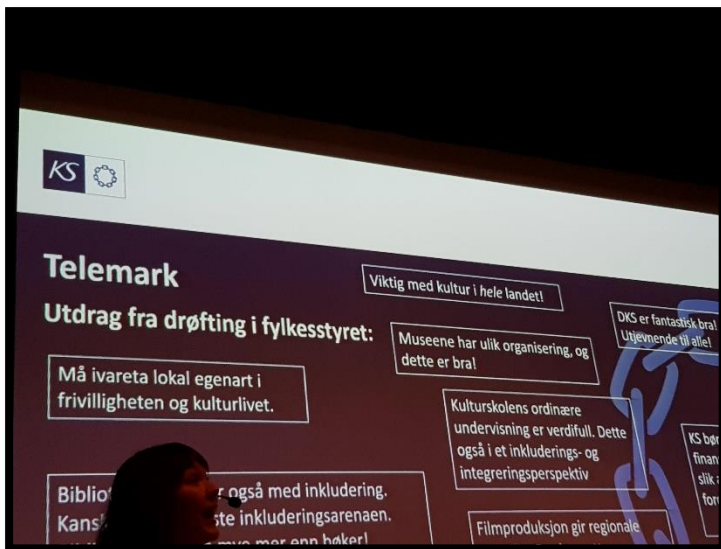 KS
Telemark
Utdrag fra drøfting i fylkesstyret:
Må ivareta lokal egenart i
frivilligheten og kulturlivet.
Viktig med kultur i hele landet!
Museene har ulik organisering, og
dette er bra!
DKS er fantastisk bra!
Utjevnende til alle!
Kulturskolens ordinære
undervisning er verdifull. Dette
også i et inkluderings- og
integreringsperspektiv
KS bør
slik
også med inkludering.
inkluderingsarenaen.
mye mer enn bøker!
Filmproduksjon gir regionale